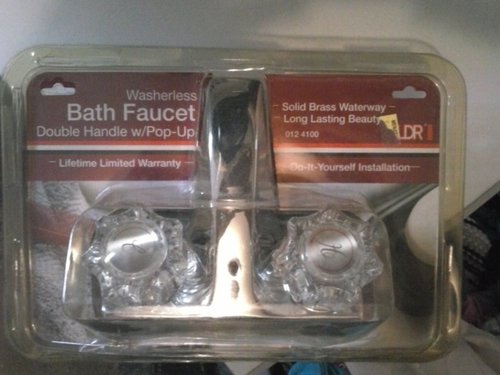 Washerless
Bath Faucet
Double Handle w/Pop-Up
Lifetime Limited Warranty
Solid Brass Waterway
Long Lasting Beauty
012 4100
LDR
Do-It-Yourself Installation
C
H